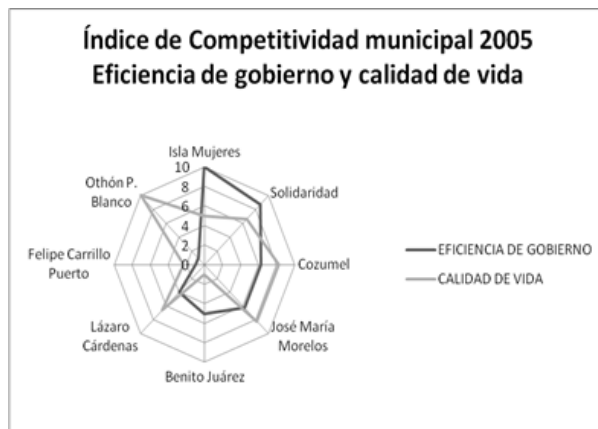 Índice de Competitividad municipal 2005
Eficiencia de gobierno y calidad de vida
Isla Mujeres
10
8
6
4
2
0
Solidaridad
Cozumel
José María
Morelos
Benito Juárez
Lázaro
Cárdenas
Felipe Carrillo
Puerto
Othón P.
Blanco
EFICIENCIA DE GOBIERNO
CALIDAD DE VIDA